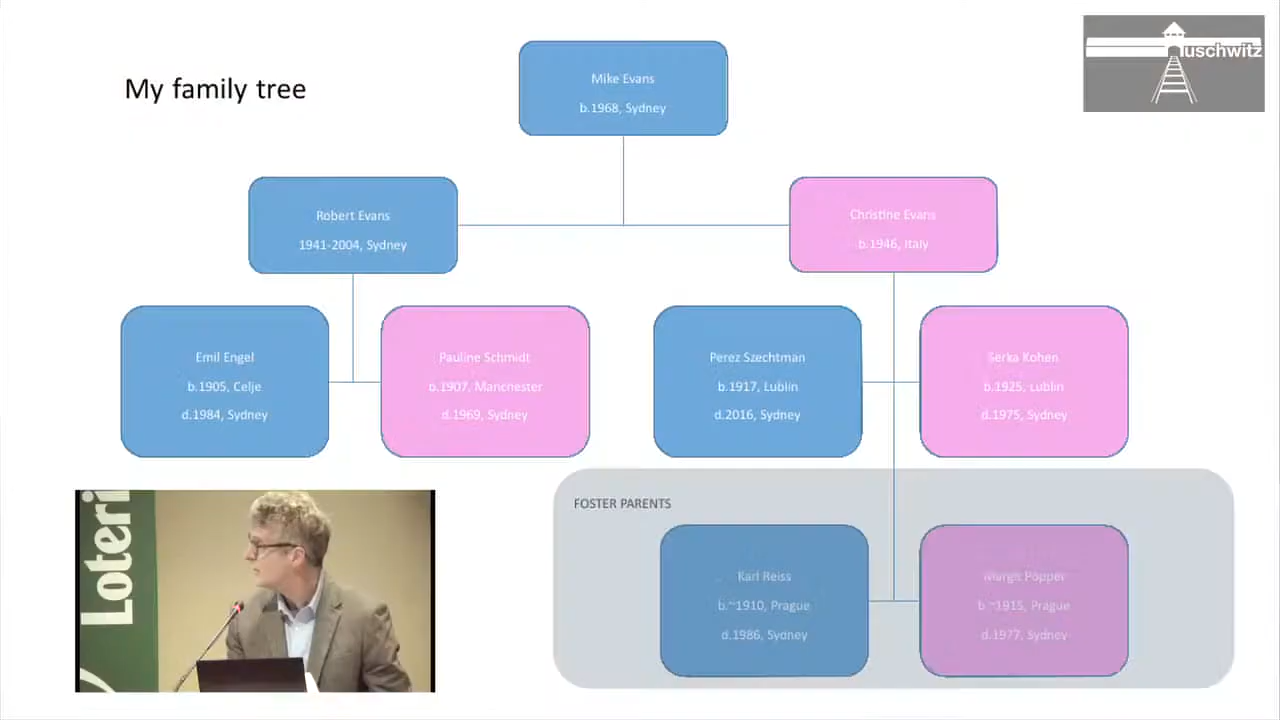 My family tree
uschwitz
Mike Evans
b.1968, Sydney
Robert Evans
1941-2004, Sydney
Christine Evans
b.1946, Italy
Emil Engel
b.1905, Celje
d.1984, Sydney
Pauline Schmidt
b.1907, Manchester
d.1969, Sydney
Perez Szechtman
b.1917, Lublin
d.2016, Sydney
Serka Kohen
b.1925, Lublin
d.1975, Sydney
FOSTER PARENTS
Karl Reiss
b.~1910, Prague
d.1986, Sydney
Margit Popper
b.~1915, Prague
d.1977, Sydney
Loteri